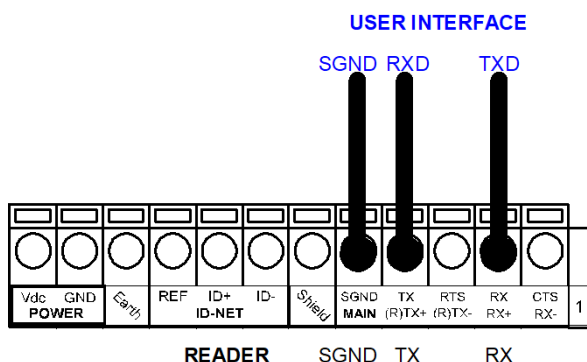 USER INTERFACE
SGND RXD TXD
Vdc GND Earth REF ID+ ID- Shield SGND TX RTS RX CTS
POWER ID-NET MAIN (R)TX+ (R)TX- RX+ RX- 1
READER SGND TX RX